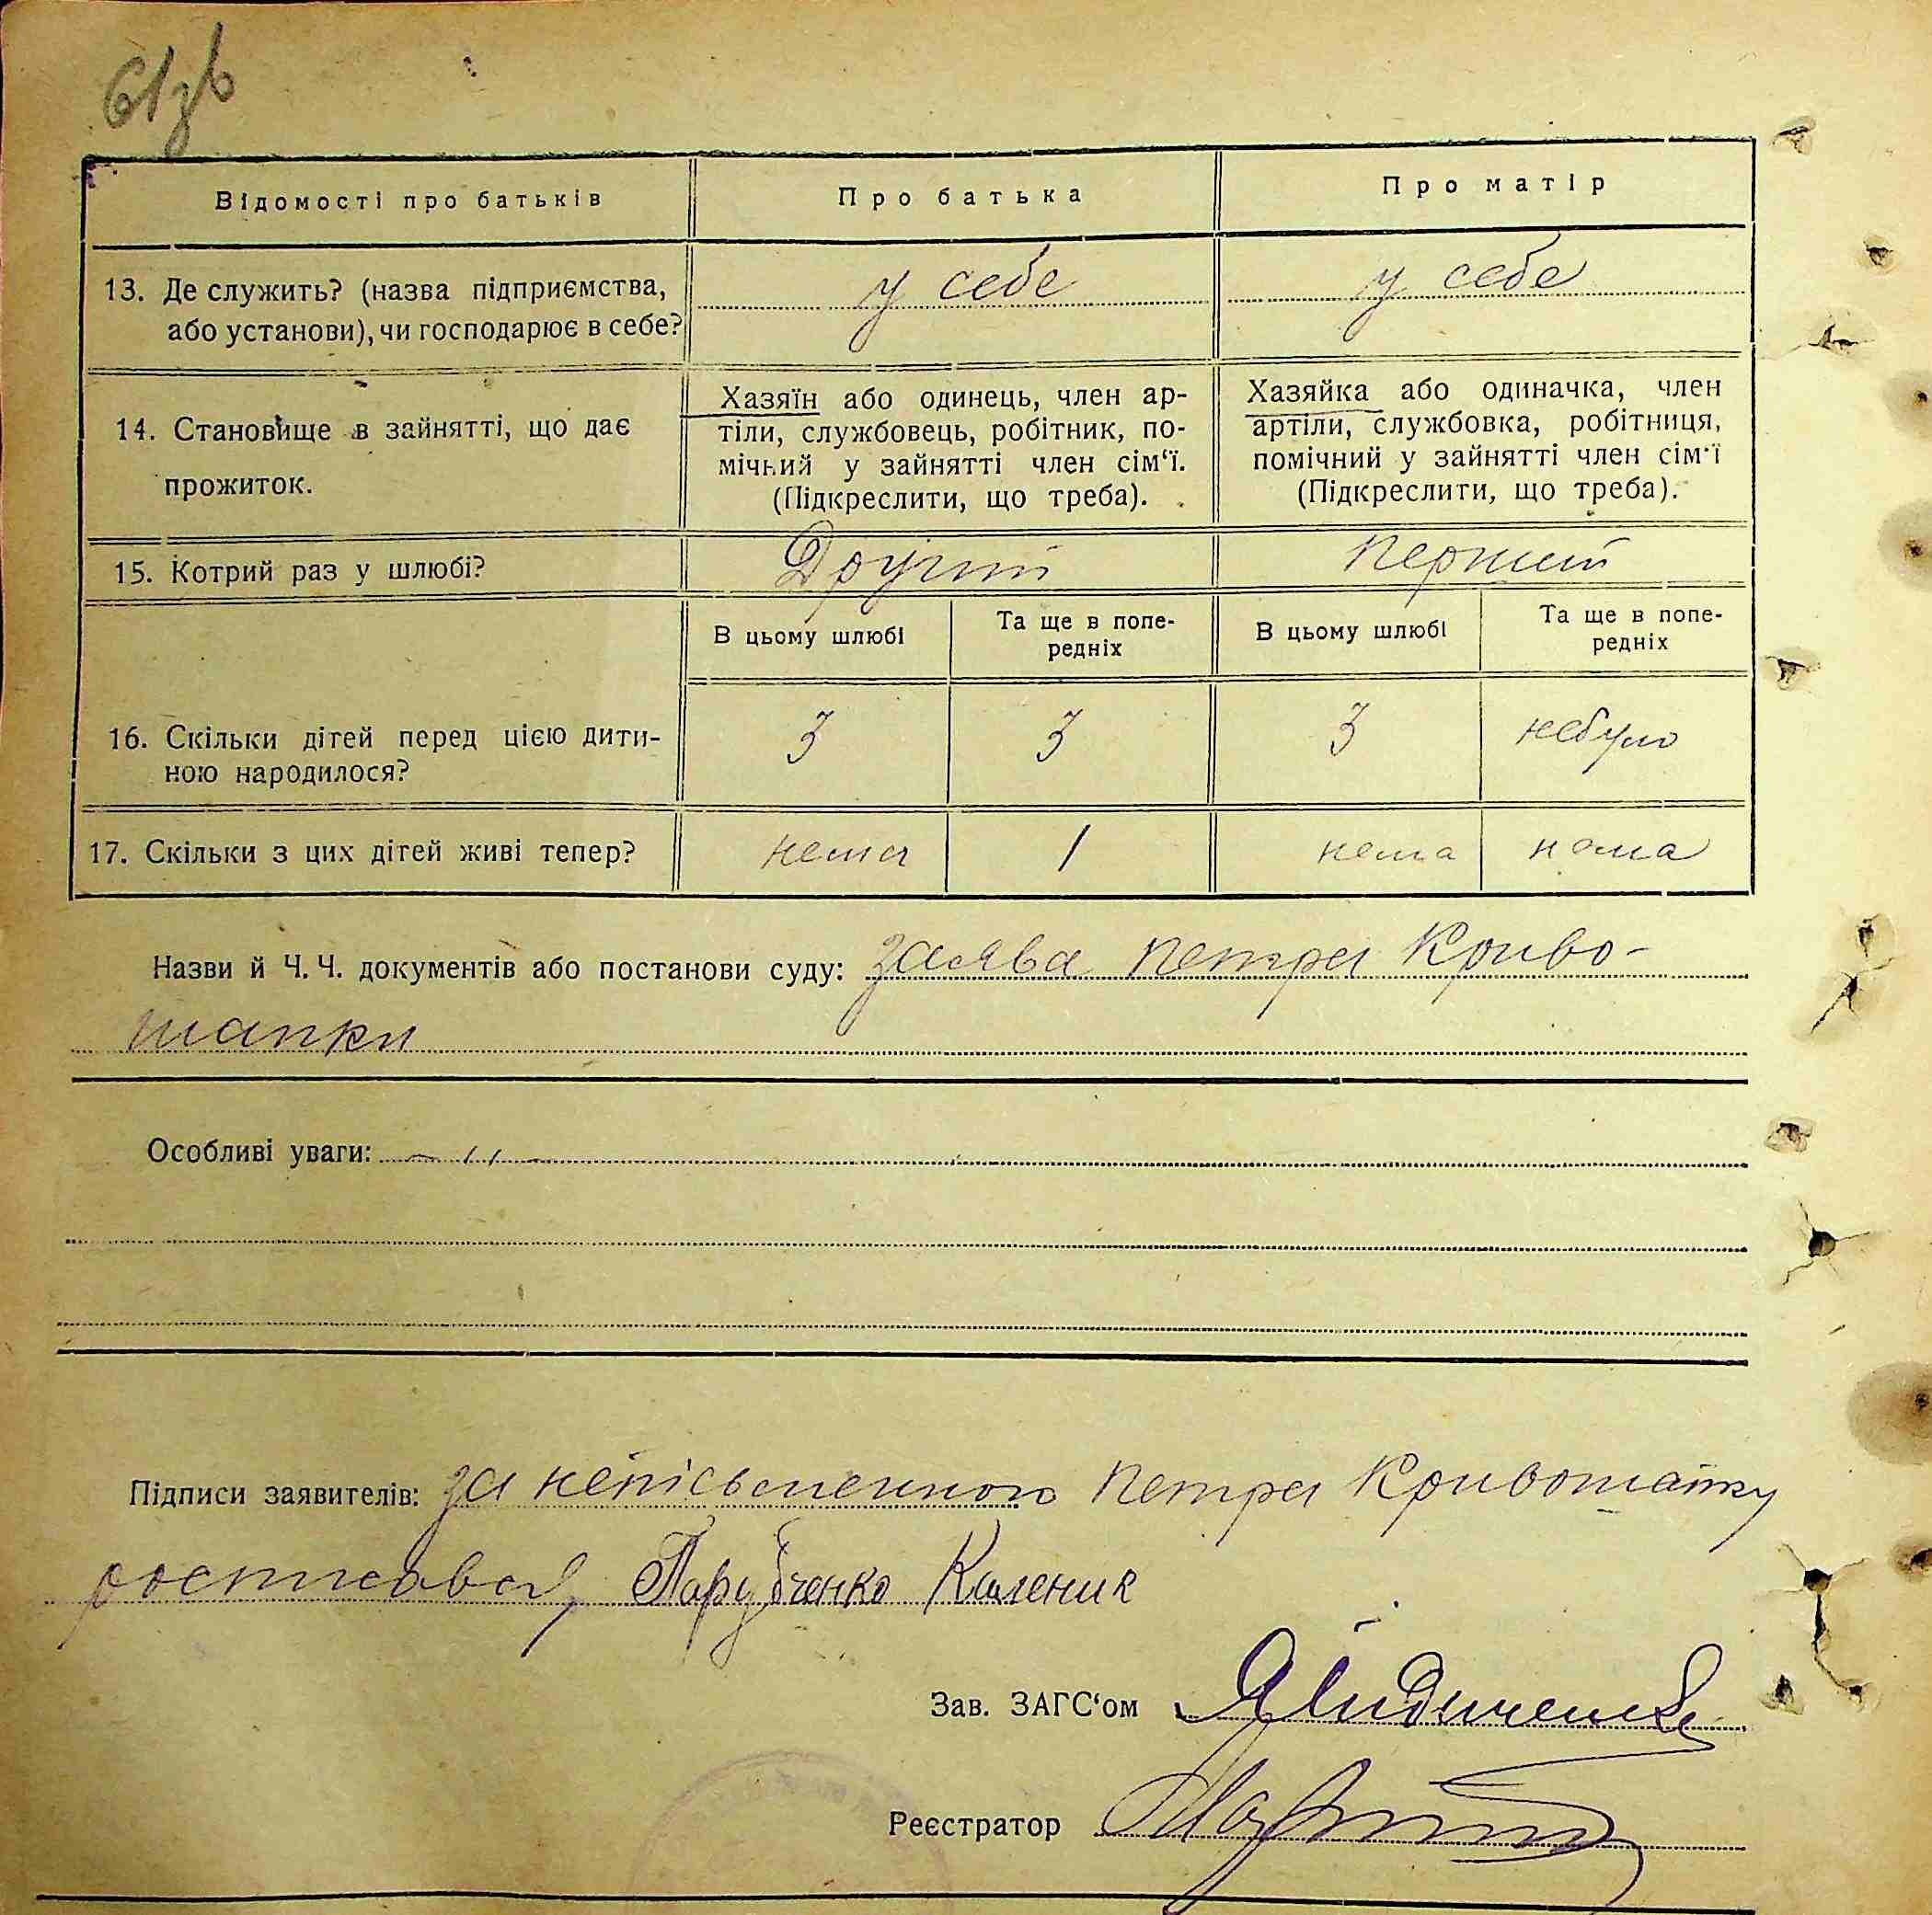 61зв
Відомості про батьків
Про батька
Про матір
13. Де служить? (назва підприємства,
або установи), чи господарює в себе?
у себе
у себе
14. Становище в зайнятті, що дає
прожиток.
Хазяїн або одинець, член ар-
тіли, службовець, робітник, по-
мічний у зайнятті член сім'ї.
(Підкреслити, що треба).
Хазяйка або одиначка, член
артіли, службовка, робітниця,
помічний у зайнятті член сім'ї
(Підкреслити, що треба).
15. Котрий раз у шлюбі?
Другий
перший
В цьому шлюбі
Та ще в попе-
редніх
В цьому шлюбі
Та ще в попе-
редніх
16. Скільки дітей перед цією дити-
ною народилося?
3
3
3
небуло
17. Скільки з цих дітей живі тепер?
нема
1
нема
нема
Назви й Ч. Ч. документів або постанови суду: заява Петра Криво-
шапки
Особливі уваги: – " –
Підписи заявителів: за неписьменного Петра Кривошапку
росписався Парубченко Каленик
Зав. ЗАГС'ом
Реєстратор